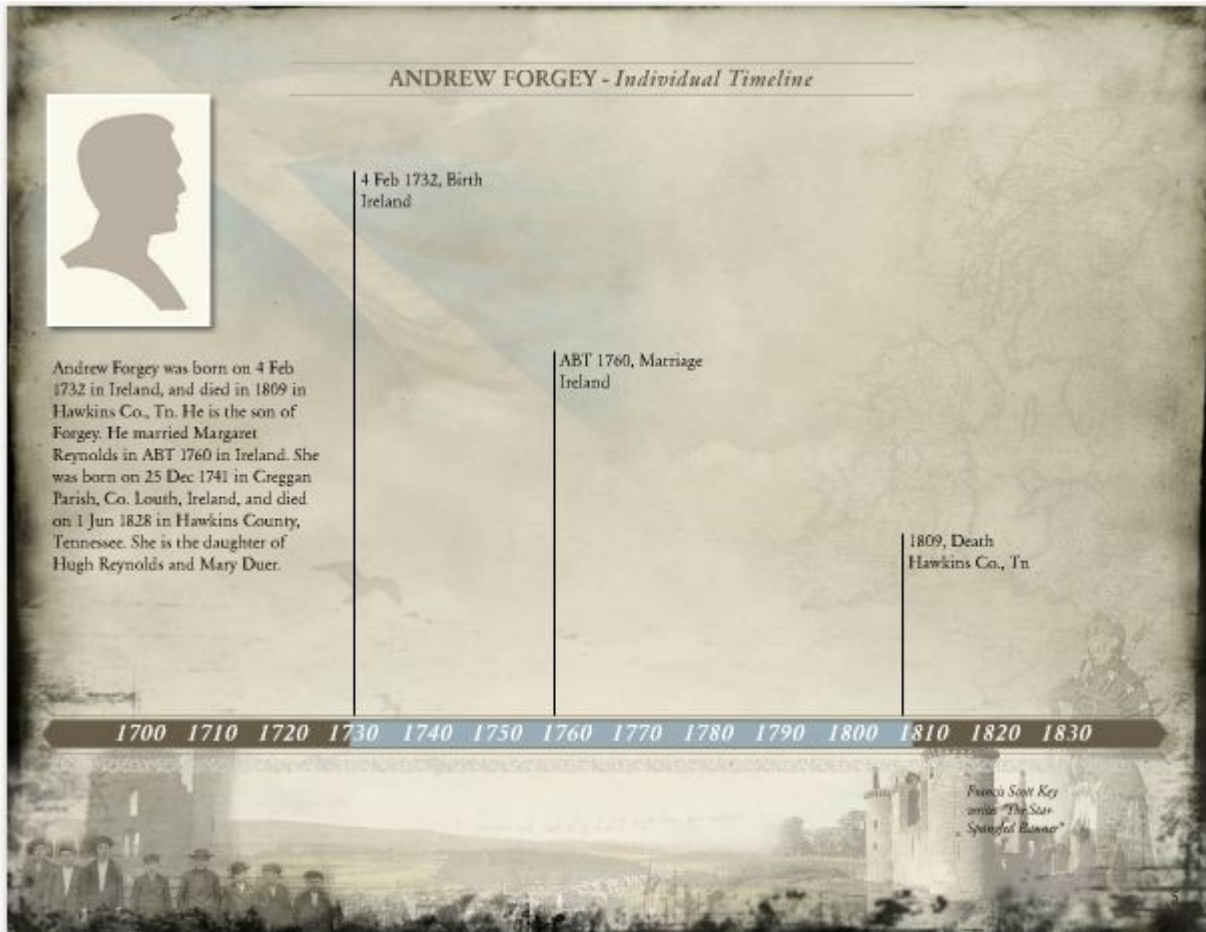 ANDREW FORGEY - Individual Timeline
4 Feb 1732, Birth
Ireland
ABT 1760, Marriage
Ireland
Andrew Forgey was born on 4 Feb
1732 in Ireland, and died in 1809 in
Hawkins Co., Tn. He is the son of
Forgey. He married Margaret
Reynolds in ABT 1760 in Ireland. She
was born on 25 Dec 1741 in Creggan
Parish, Co. Louth, Ireland, and died
on 1 Jun 1828 in Hawkins County,
Tennessee. She is the daughter of
Hugh Reynolds and Mary Duer.
1809, Death
Hawkins Co., Tn
1700 1710 1720 1730 1740 1750 1760 1770 1780 1790 1800 1810 1820 1830
Francis Scott Key
writes "The Star-
Spangled Banner"
5